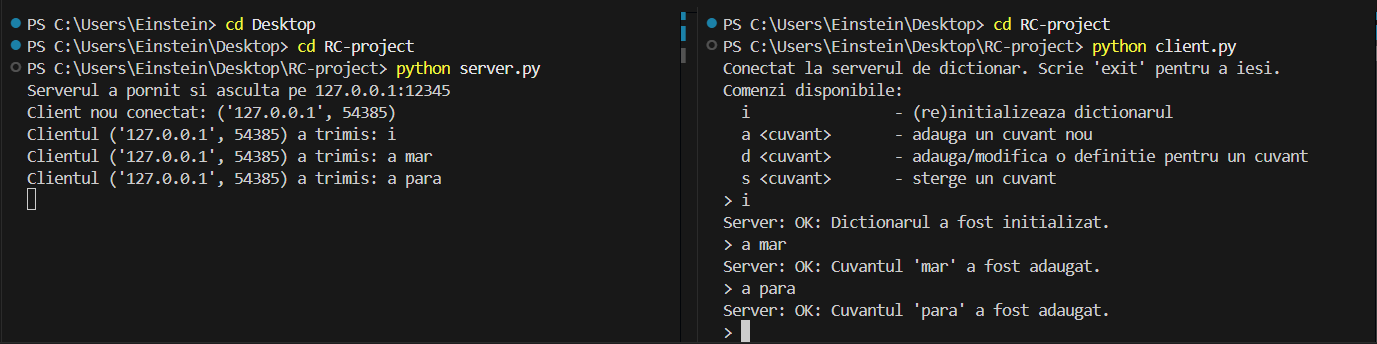 PS C:\Users\Einstein> cd Desktop
PS C:\Users\Einstein\Desktop> cd RC-project
PS C:\Users\Einstein\Desktop\RC-project> python server.py
Serverul a pornit si asculta pe 127.0.0.1:12345
Client nou conectat: ('127.0.0.1', 54385)
Clientul ('127.0.0.1', 54385) a trimis: i
Clientul ('127.0.0.1', 54385) a trimis: a mar
Clientul ('127.0.0.1', 54385) a trimis: a para
PS C:\Users\Einstein\Desktop> cd RC-project
PS C:\Users\Einstein\Desktop\RC-project> python client.py
Conectat la serverul de dictionar. Scrie 'exit' pentru a iesi.
Comenzi disponibile:
  i                - (re)initializeaza dictionarul
  a <cuvant>       - adauga un cuvant nou
  d <cuvant>       - adauga/modifica o definitie pentru un cuvant
  s <cuvant>       - sterge un cuvant
> i
Server: OK: Dictionarul a fost initializat.
> a mar
Server: OK: Cuvantul 'mar' a fost adaugat.
> a para
Server: OK: Cuvantul 'para' a fost adaugat.
>